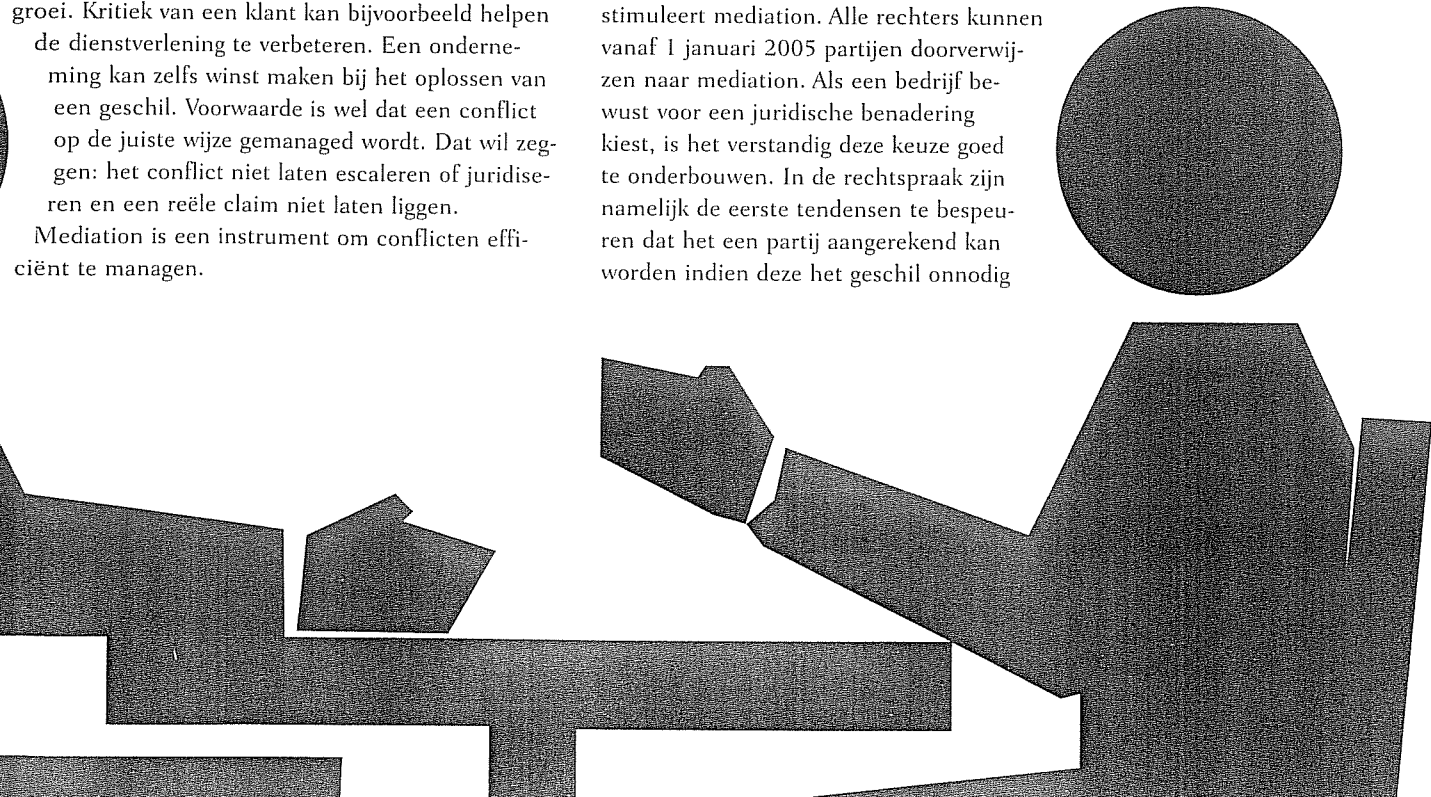 groei. Kritiek van een klant kan bijvoorbeeld helpen
de dienstverlening te verbeteren. Een onderne-
ming kan zelfs winst maken bij het oplossen van
een geschil. Voorwaarde is wel dat een conflict
op de juiste wijze gemanaged wordt. Dat wil zeg-
gen: het conflict niet laten escaleren of juridise-
ren en een reële claim niet laten liggen.
Mediation is een instrument om conflicten effi-
ciënt te managen.
stimuleert mediation. Alle rechters kunnen
vanaf 1 januari 2005 partijen doorverwij-
zen naar mediation. Als een bedrijf be-
wust voor een juridische benadering
kiest, is het verstandig deze keuze goed
te onderbouwen. In de rechtspraak zijn
namelijk de eerste tendensen te bespeu-
ren dat het een partij aangerekend kan
worden indien deze het geschil onnodig